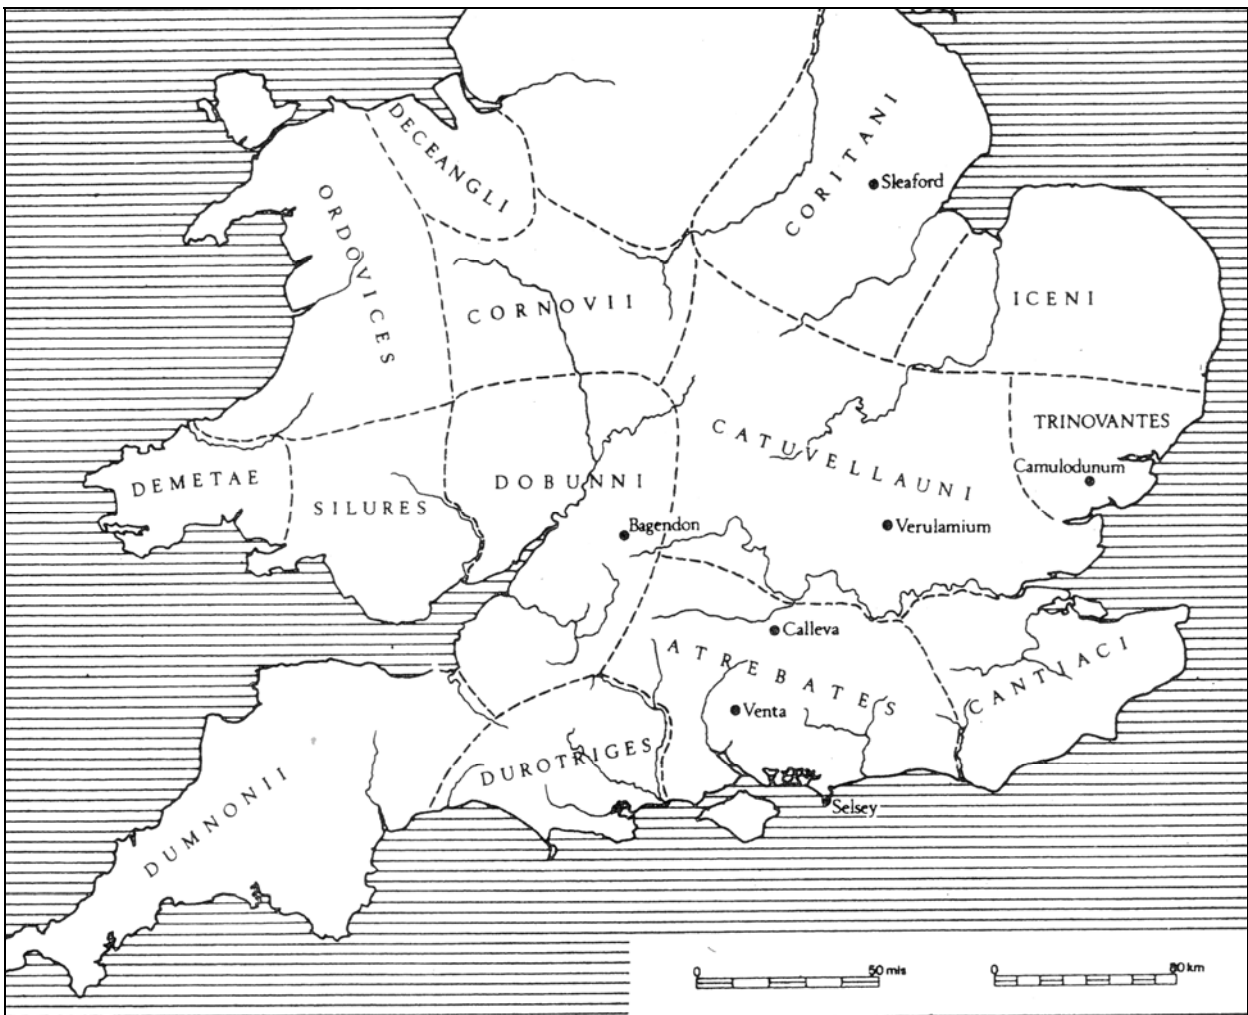 DECEANGLI
CORITANI
Sleaford
ORDOVICES
ICENI
CORNOVII
TRINOVANTES
CATUVELLAUNI
Camulodunum
DEMETAE
DOBUNNI
SILURES
Bagendon
Verulamium
Calleva
ATREBATES
CANTIACI
Venta
DUROTRIGES
Selsey
DUMNONII
0 50 mls
0 80 km